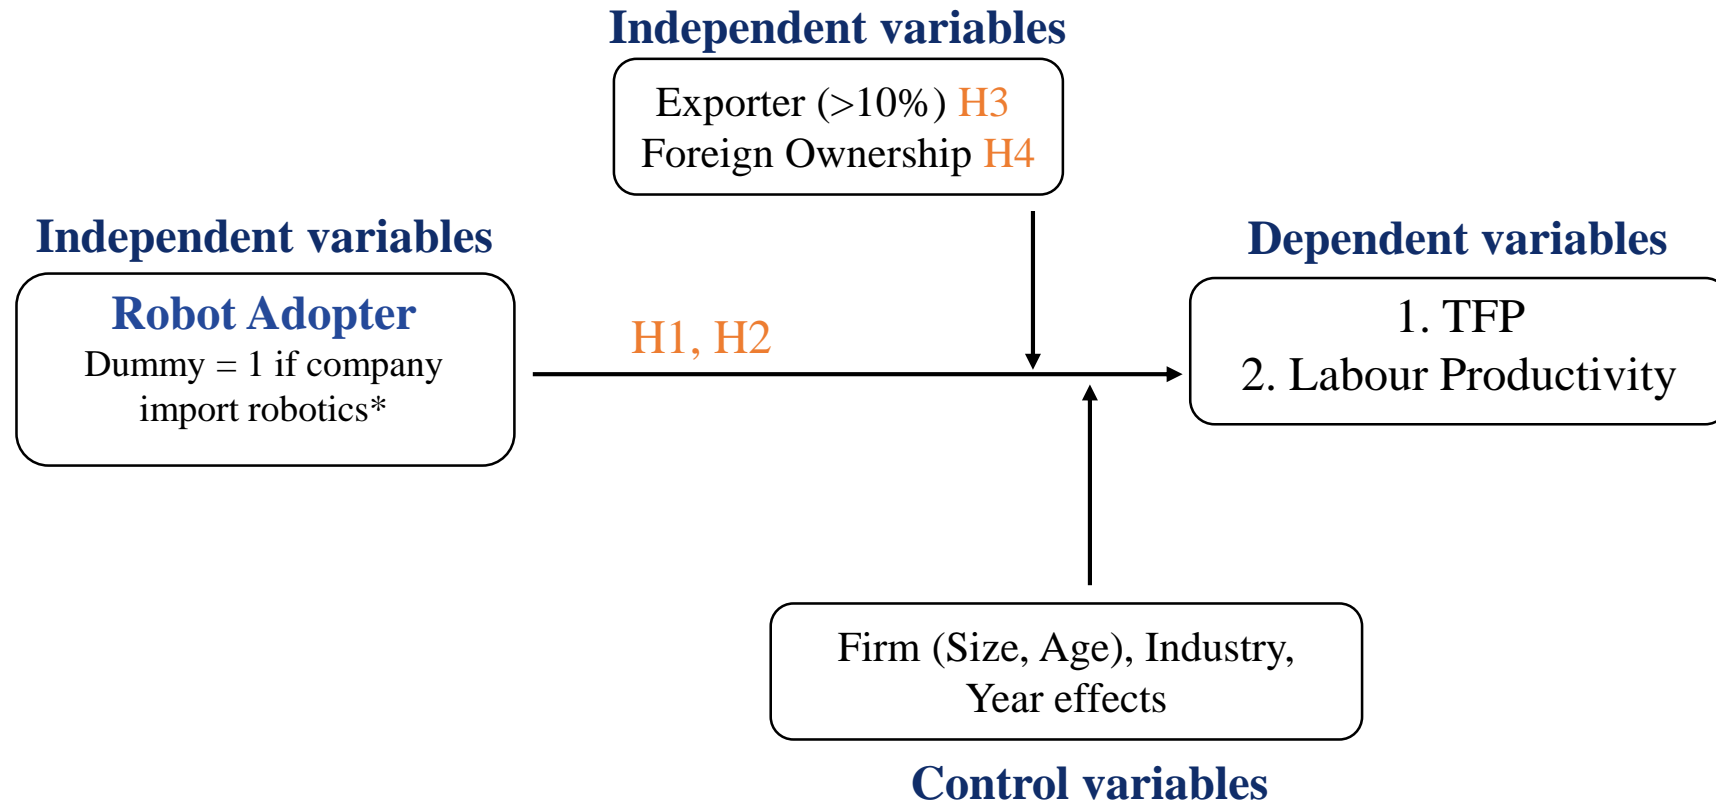 Independent variables
Exporter (>10%) H3
Foreign Ownership H4
Independent variables
Robot Adopter
Dummy = 1 if company
import robotics*
H1, H2
Dependent variables
1. TFP
2. Labour Productivity
Firm (Size, Age), Industry,
Year effects
Control variables